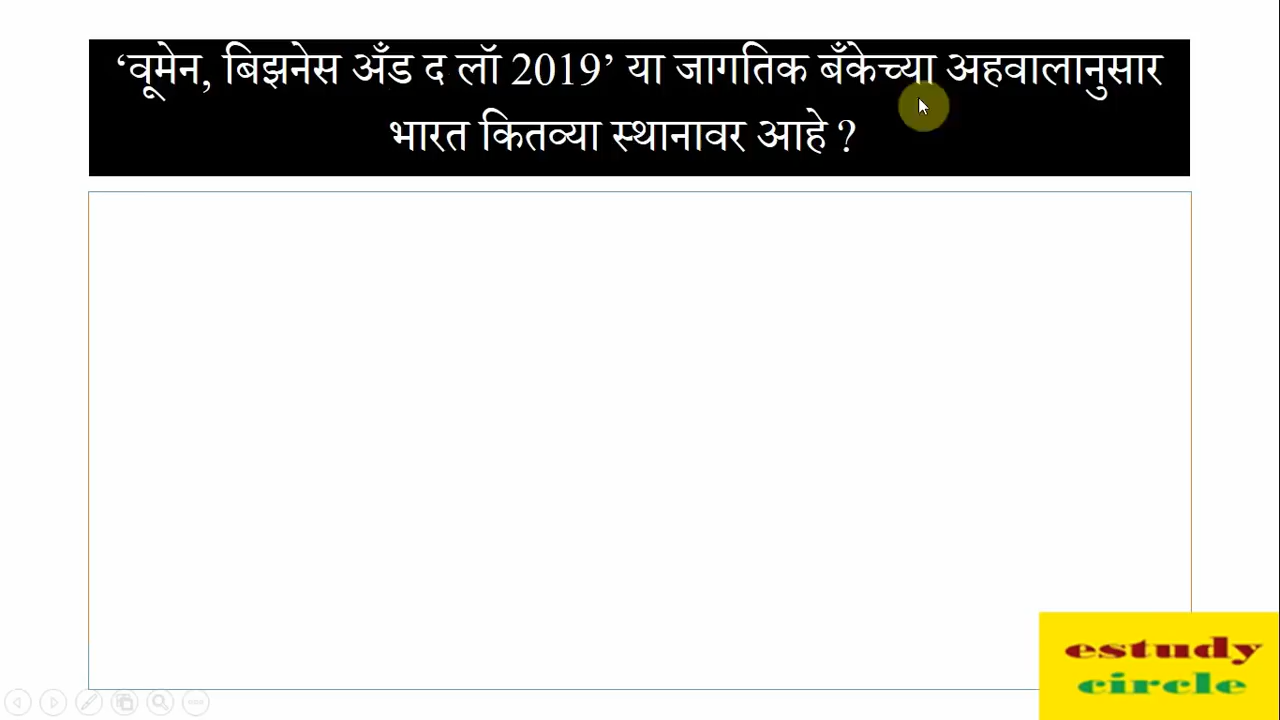 ‘वूमेन, बिझनेस अँड द लॉ 2019’ या जागतिक बँकेच्या अहवालानुसार
भारत कितव्या स्थानावर आहे ?
estudy
circle